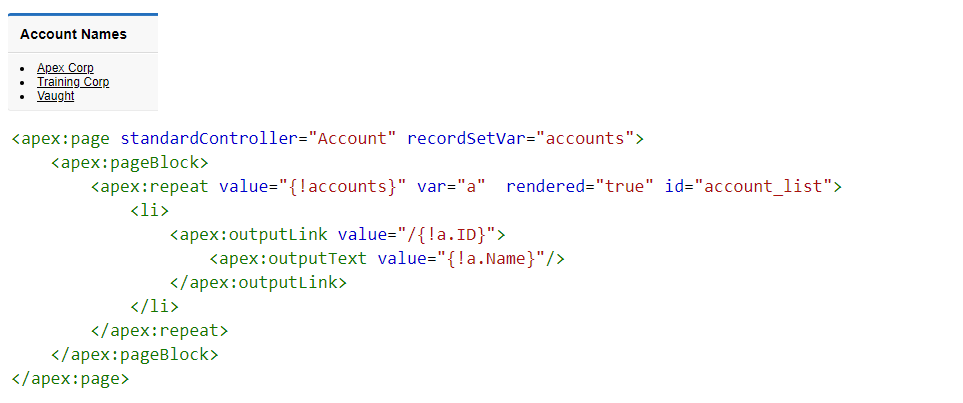 Account Names
• Apex Corp
• Training Corp
• Vaught
<apex:page standardController="Account" recordSetVar="accounts">
    <apex:pageBlock>
        <apex:repeat value="{!accounts}" var="a"  rendered="true" id="account_list">
            <li>
                <apex:outputLink value="/{!a.ID}">
                    <apex:outputText value="{!a.Name}"/>
                </apex:outputLink>
            </li>
        </apex:repeat>
    </apex:pageBlock>
</apex:page>